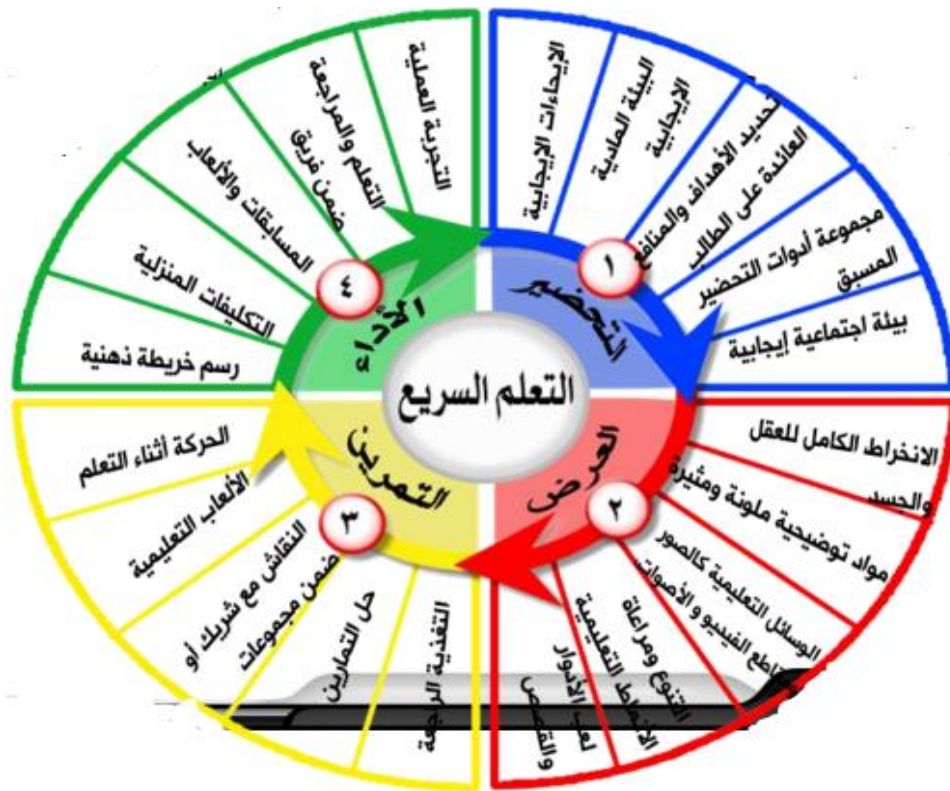 التعلم السريع
١
التحضير
الإيحاءات الإيجابية
البيئة المادية
الإيجابية
تحديد الأهداف والمنافع
العائدة على الطالب
مجموعة أدوات التحضير
المسبق
بيئة اجتماعية إيجابية
٢
العرض
الانخراط الكامل للعقل
والجسد
مواد توضيحية ملونة ومثيرة
الوسائل التعليمية كالصور
ومقاطع الفيديو والأصوات
التنوع ومراعاة
الأنماط التعليمية
لعب الأدوار
والقصص
٣
التمرين
التغذية الراجعة
حل التمارين
النقاش مع شريك أو
ضمن مجموعات
الألعاب التعليمية
الحركة أثناء التعلم
٤
الأداء
رسم خريطة ذهنية
التكليفات المنزلية
المسابقات والألعاب
التعلم والمراجعة
ضمن فريق
التجربة العملية